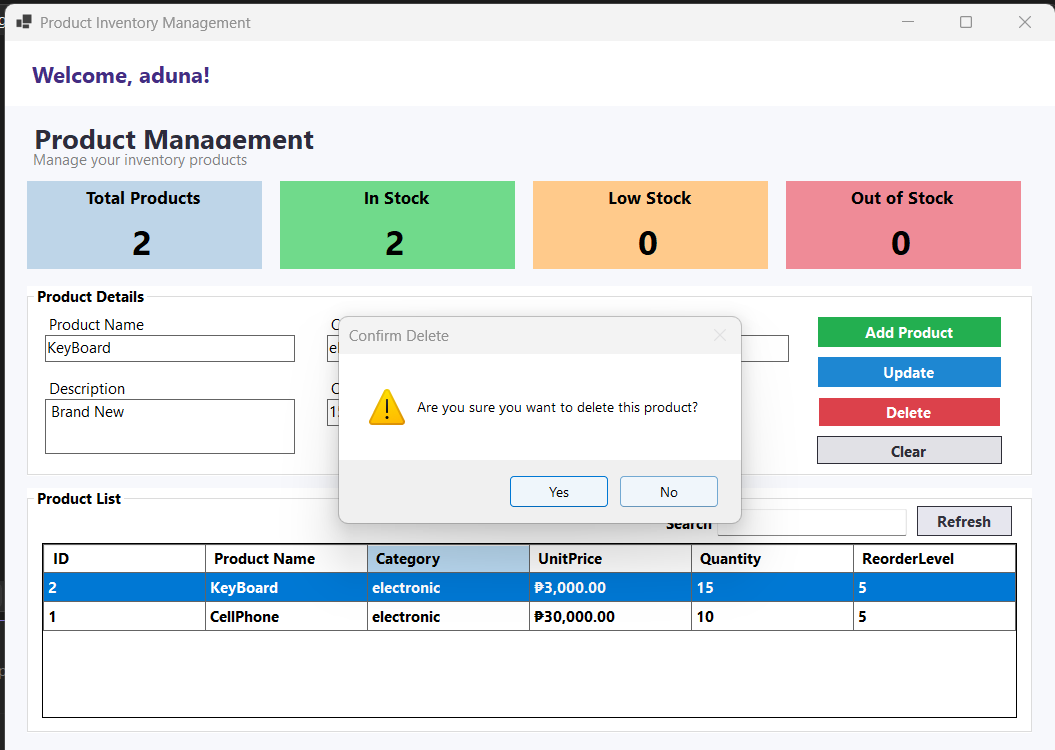 Product Inventory Management
Welcome, aduna!
Product Management
Manage your inventory products
Total Products
In Stock
Low Stock
Out of Stock
2
2
0
0
Product Details
Product Name
KeyBoard
Description
Brand New
Add Product
Update
Delete
Clear
Confirm Delete
Are you sure you want to delete this product?
Yes
No
Product List
Search
Refresh
ID Product Name Category UnitPrice Quantity ReorderLevel
2 KeyBoard electronic ₱3,000.00 15 5
1 CellPhone electronic ₱30,000.00 10 5